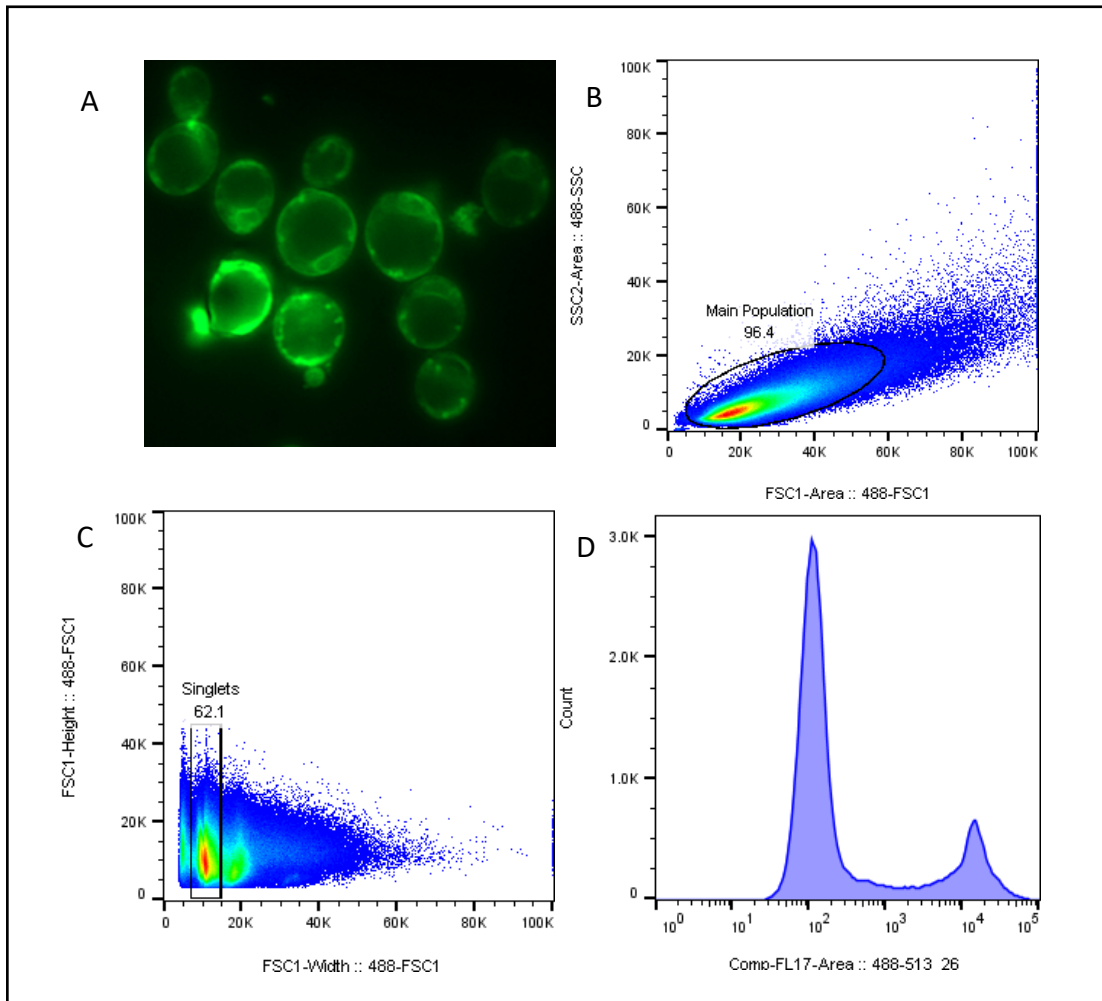 A
B
100K
80K
60K
40K
20K
0
SSC2-Area :: 488-SSC
Main Population
96.4
0 20K 40K 60K 80K 100K
FSC1-Area :: 488-FSC1
C
100K
80K
60K
40K
20K
0
FSC1-Height :: 488-FSC1
Singlets
62.1
0 20K 40K 60K 80K 100K
FSC1-Width :: 488-FSC1
D
3.0K
2.0K
1.0K
0
Count
10^0 10^1 10^2 10^3 10^4 10^5
Comp-FL17-Area :: 488-513_26